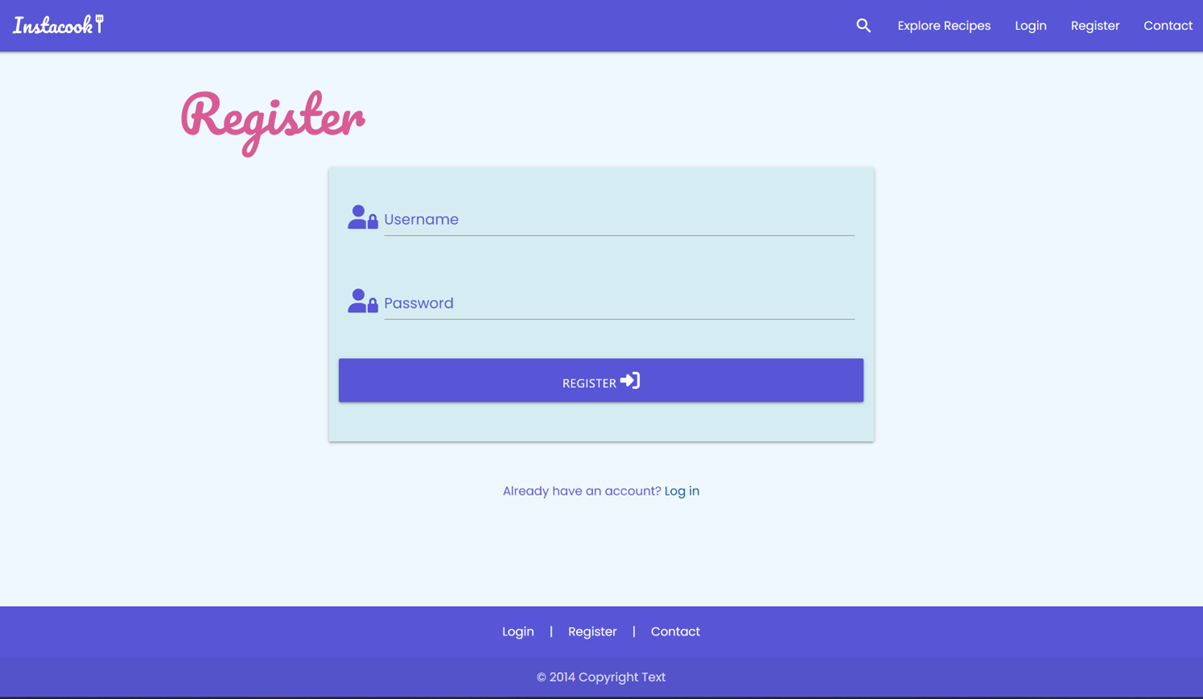 Instacook
Explore Recipes Login Register Contact
Register
Username
Password
REGISTER
Already have an account? Log in
Login | Register | Contact
© 2014 Copyright Text